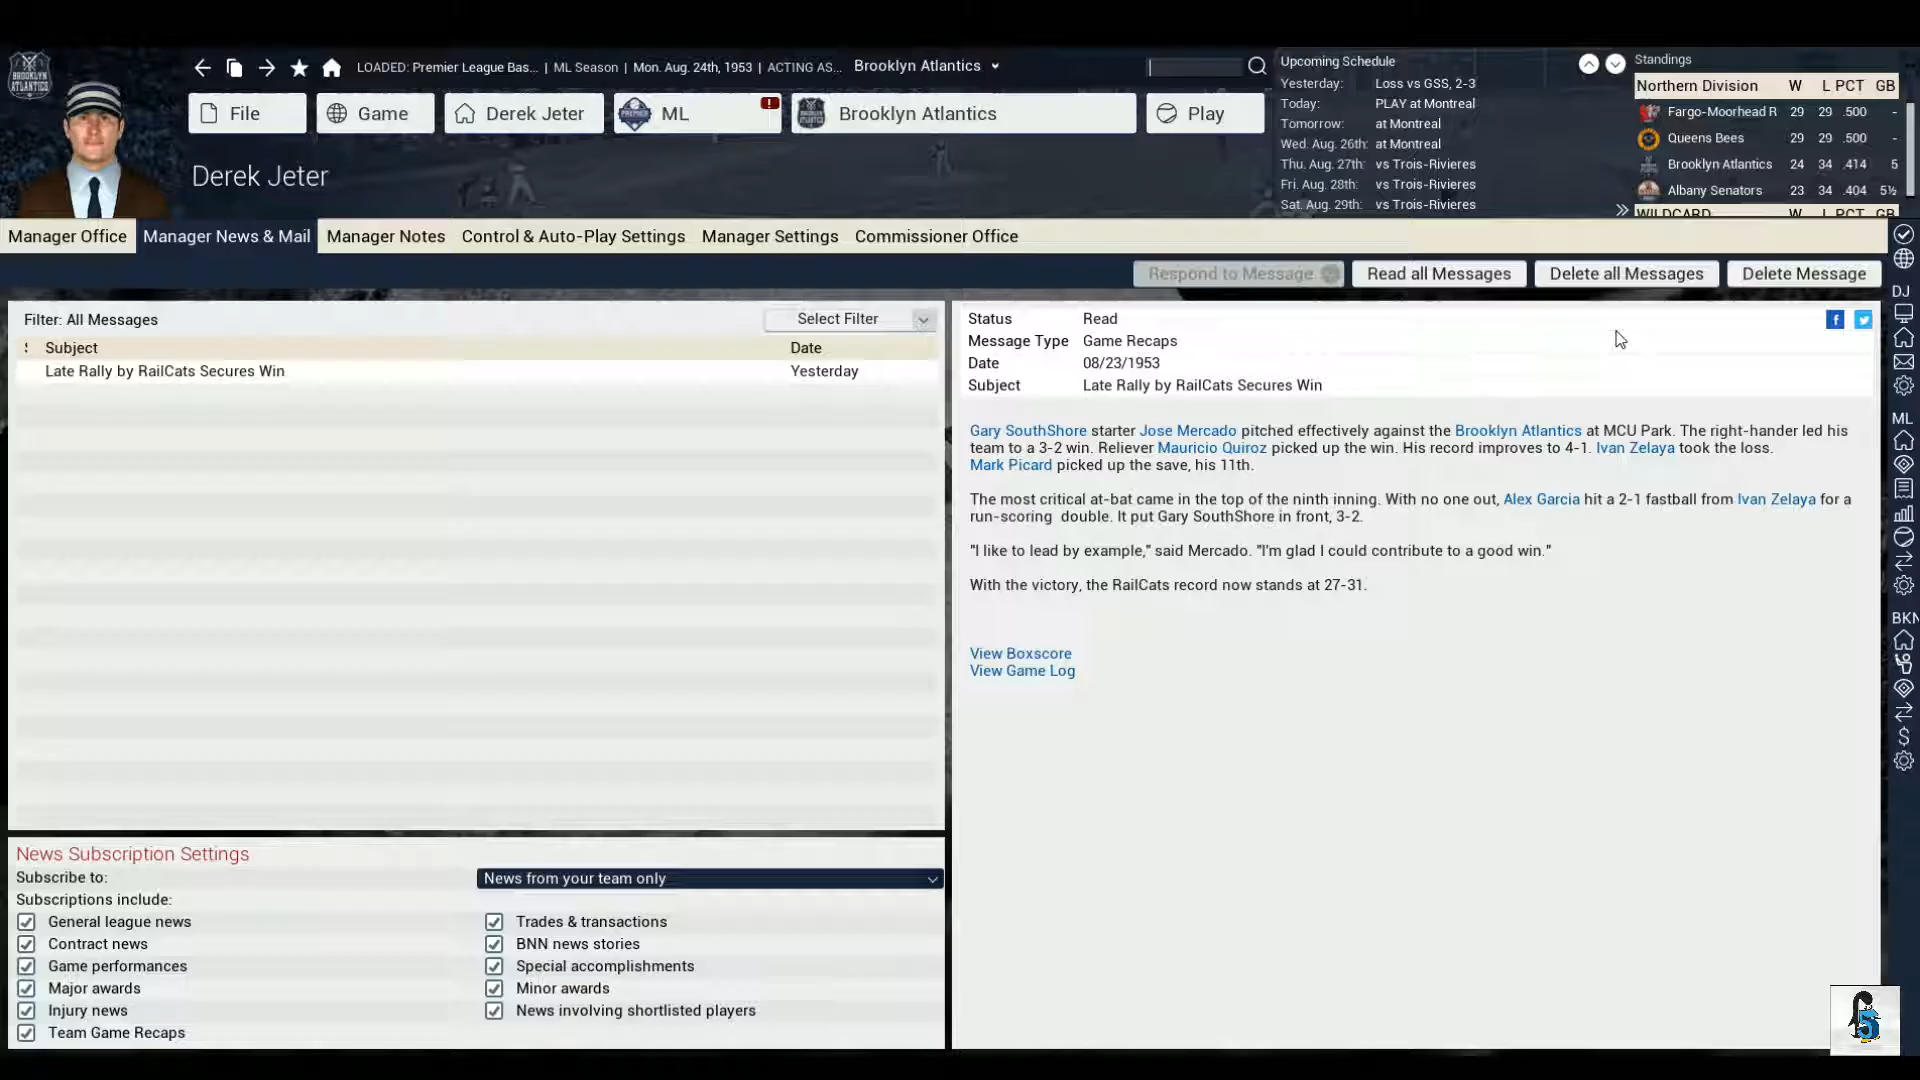 BROOKLYN
ATLANTICS
LOADED: Premier League Bas... | ML Season | Mon. Aug. 24th, 1953 | ACTING AS... Brooklyn Atlantics
File
Game
Derek Jeter
ML
!
Brooklyn Atlantics
Play
Derek Jeter
Upcoming Schedule
Yesterday: Loss vs GSS, 2-3
Today: PLAY at Montreal
Tomorrow: at Montreal
Wed. Aug. 26th: at Montreal
Thu. Aug. 27th: vs Trois-Rivieres
Fri. Aug. 28th: vs Trois-Rivieres
Sat. Aug. 29th: vs Trois-Rivieres
Standings
Northern Division W L PCT GB
Fargo-Moorhead R 29 29 .500 -
Queens Bees 29 29 .500 -
Brooklyn Atlantics 24 34 .414 5
Albany Senators 23 34 .404 5½
WILDCARD W L PCT GB
Manager Office Manager News & Mail Manager Notes Control & Auto-Play Settings Manager Settings Commissioner Office
Respond to Message Read all Messages Delete all Messages Delete Message
Filter: All Messages Select Filter
Subject Date
Late Rally by RailCats Secures Win Yesterday
Status Read
Message Type Game Recaps
Date 08/23/1953
Subject Late Rally by RailCats Secures Win
Gary SouthShore starter Jose Mercado pitched effectively against the Brooklyn Atlantics at MCU Park. The right-hander led his
team to a 3-2 win. Reliever Mauricio Quiroz picked up the win. His record improves to 4-1. Ivan Zelaya took the loss.
Mark Picard picked up the save, his 11th.
The most critical at-bat came in the top of the ninth inning. With no one out, Alex Garcia hit a 2-1 fastball from Ivan Zelaya for a
run-scoring double. It put Gary SouthShore in front, 3-2.
"I like to lead by example," said Mercado. "I'm glad I could contribute to a good win."
With the victory, the RailCats record now stands at 27-31.
View Boxscore
View Game Log
News Subscription Settings
Subscribe to: News from your team only
Subscriptions include:
General league news Trades & transactions
Contract news BNN news stories
Game performances Special accomplishments
Major awards Minor awards
Injury news News involving shortlisted players
Team Game Recaps
DJ
ML
BKN
$
5